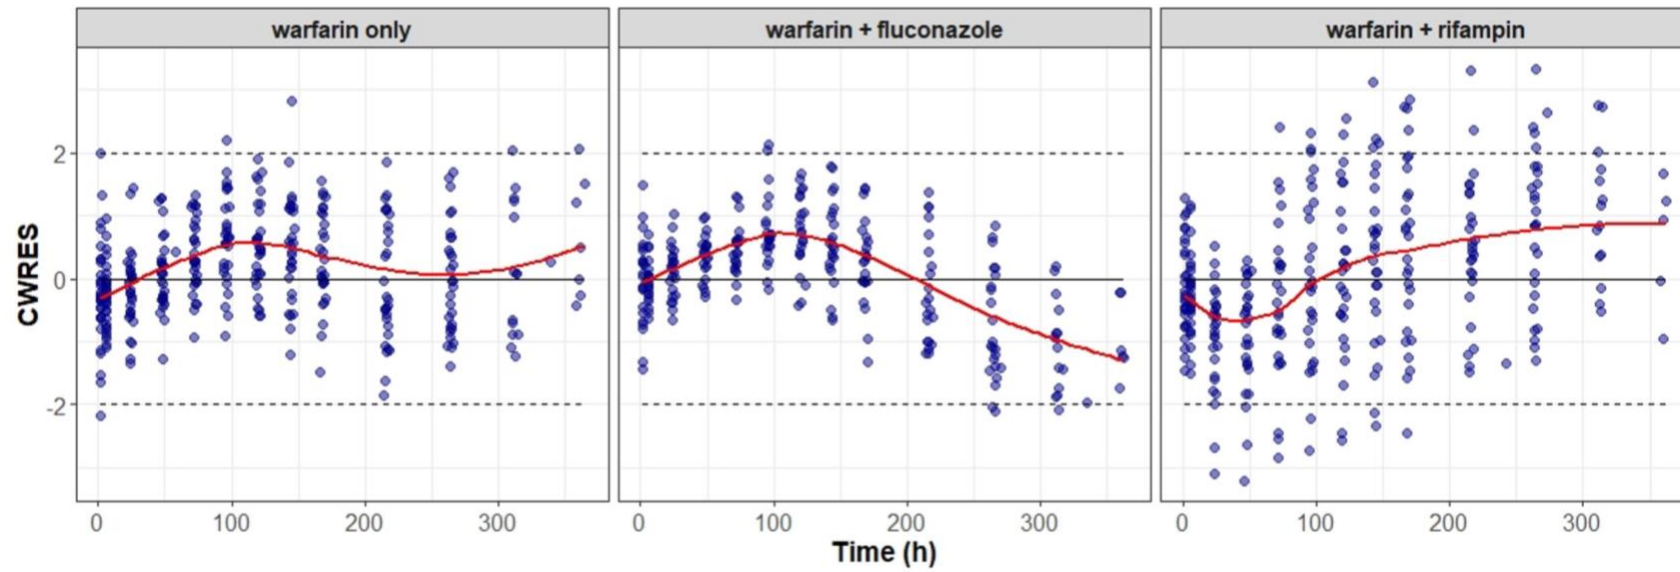 warfarin only
warfarin + fluconazole
warfarin + rifampin
CWRES
2
0
-2
0 100 200 300
0 100 200 300
0 100 200 300
Time (h)